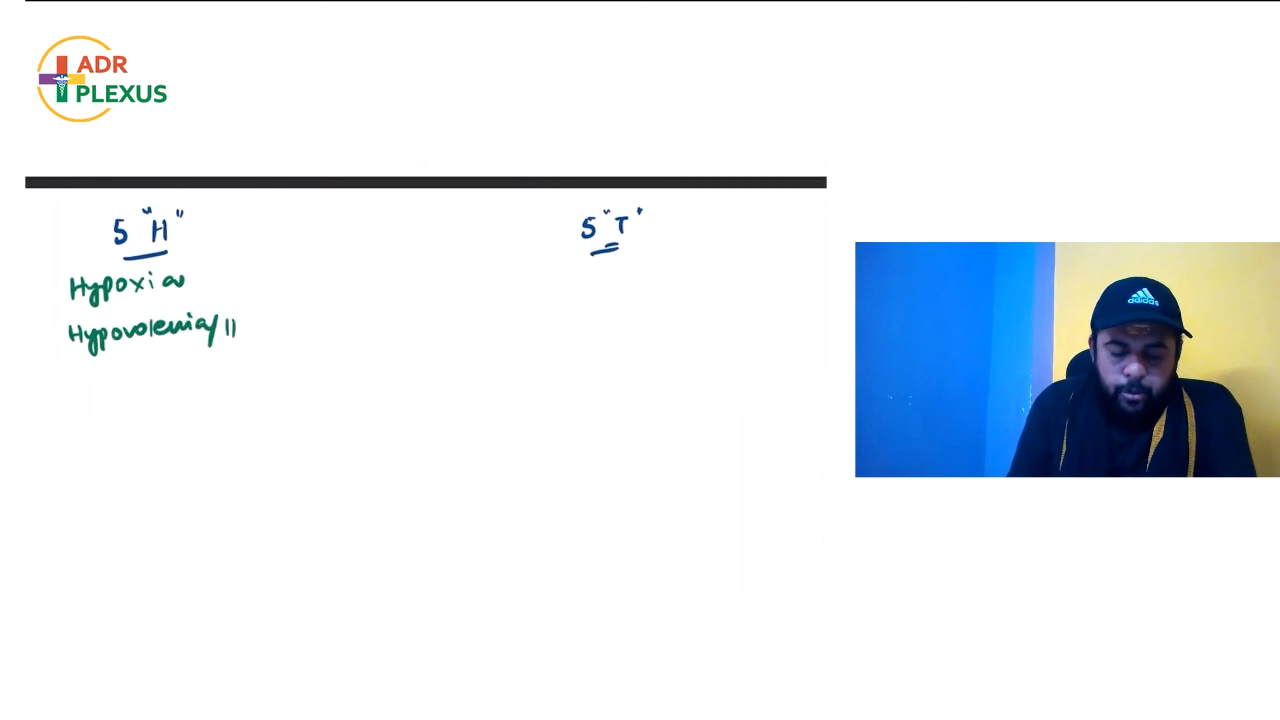 ADR
PLEXUS
5 "H"
5 "T"
Hypoxia
Hypovolemia/
adidas